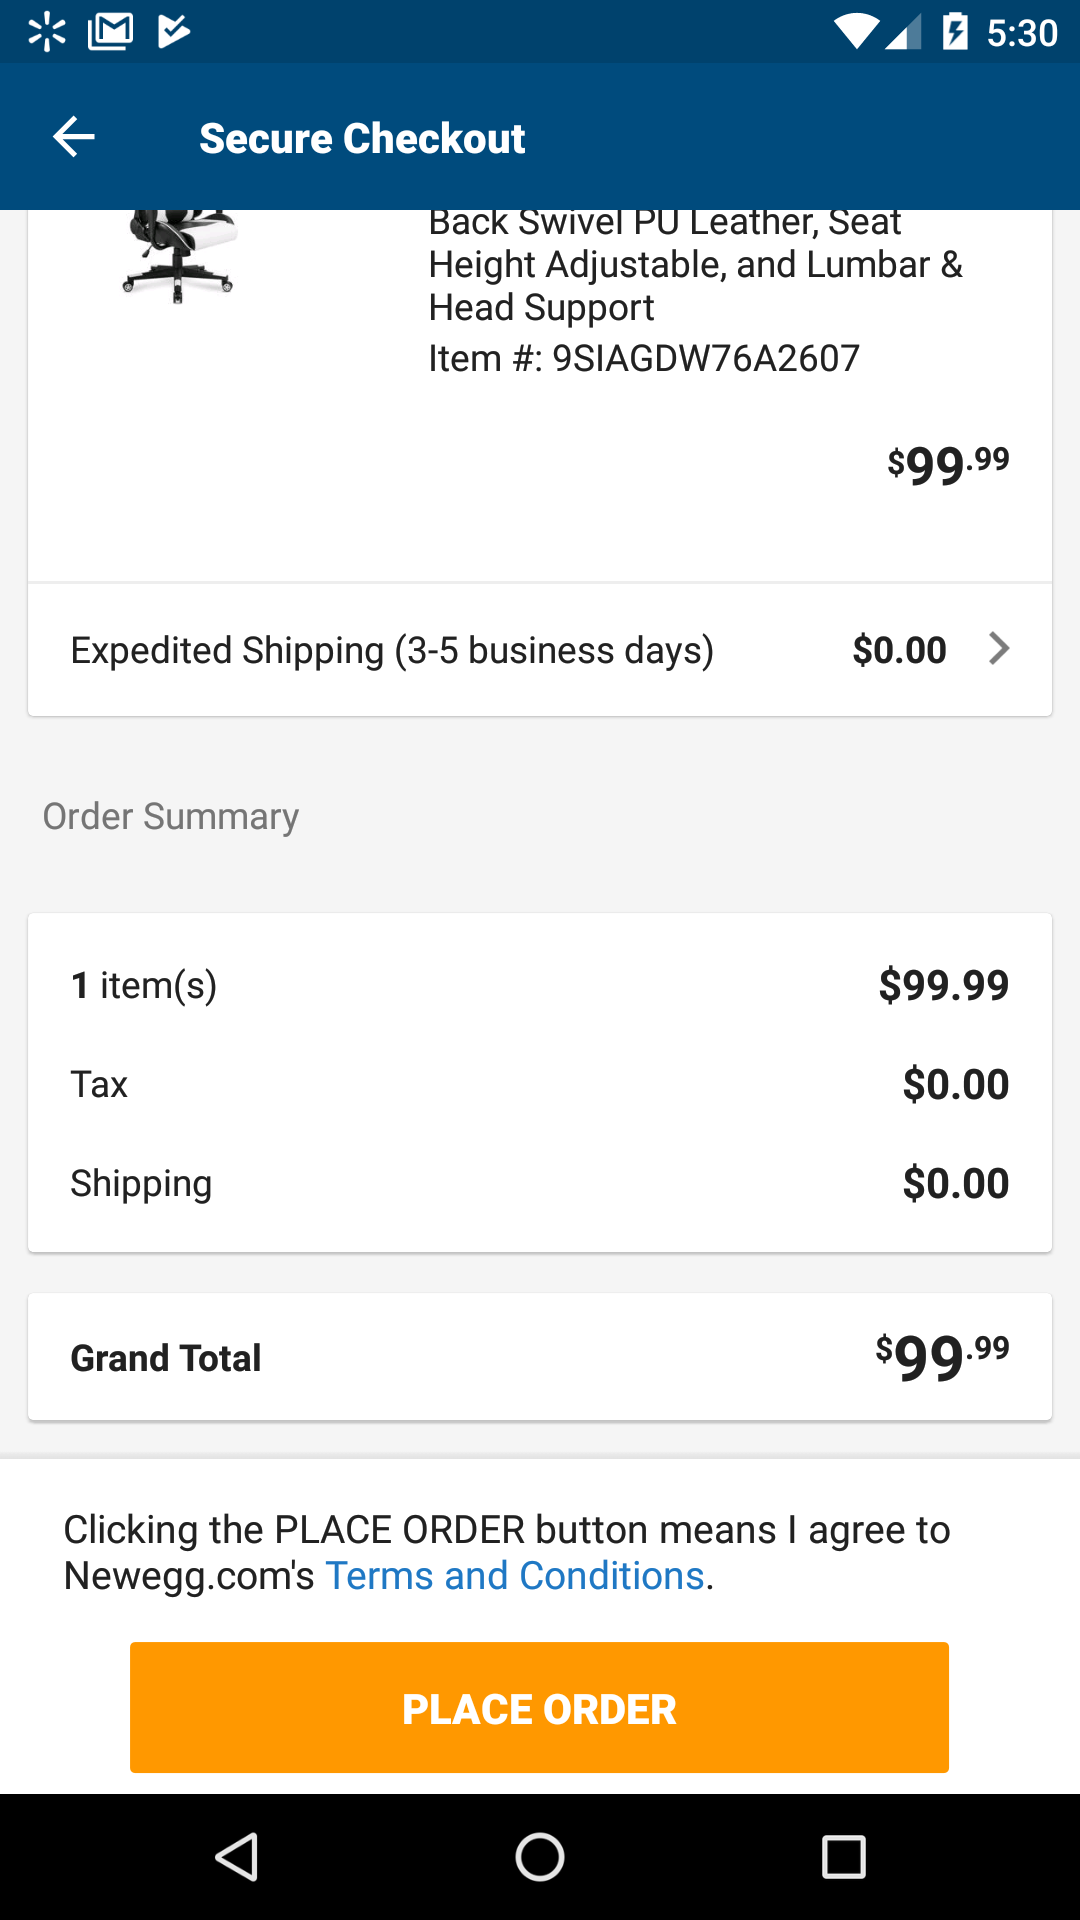 5:30
Secure Checkout
Back Swivel PU Leather, Seat
Height Adjustable, and Lumbar &
Head Support
Item #: 9SIAGDW76A2607
$99.99
Expedited Shipping (3-5 business days) $0.00
Order Summary
1 item(s) $99.99
Tax $0.00
Shipping $0.00
Grand Total $99.99
Clicking the PLACE ORDER button means I agree to
Newegg.com's Terms and Conditions.
PLACE ORDER